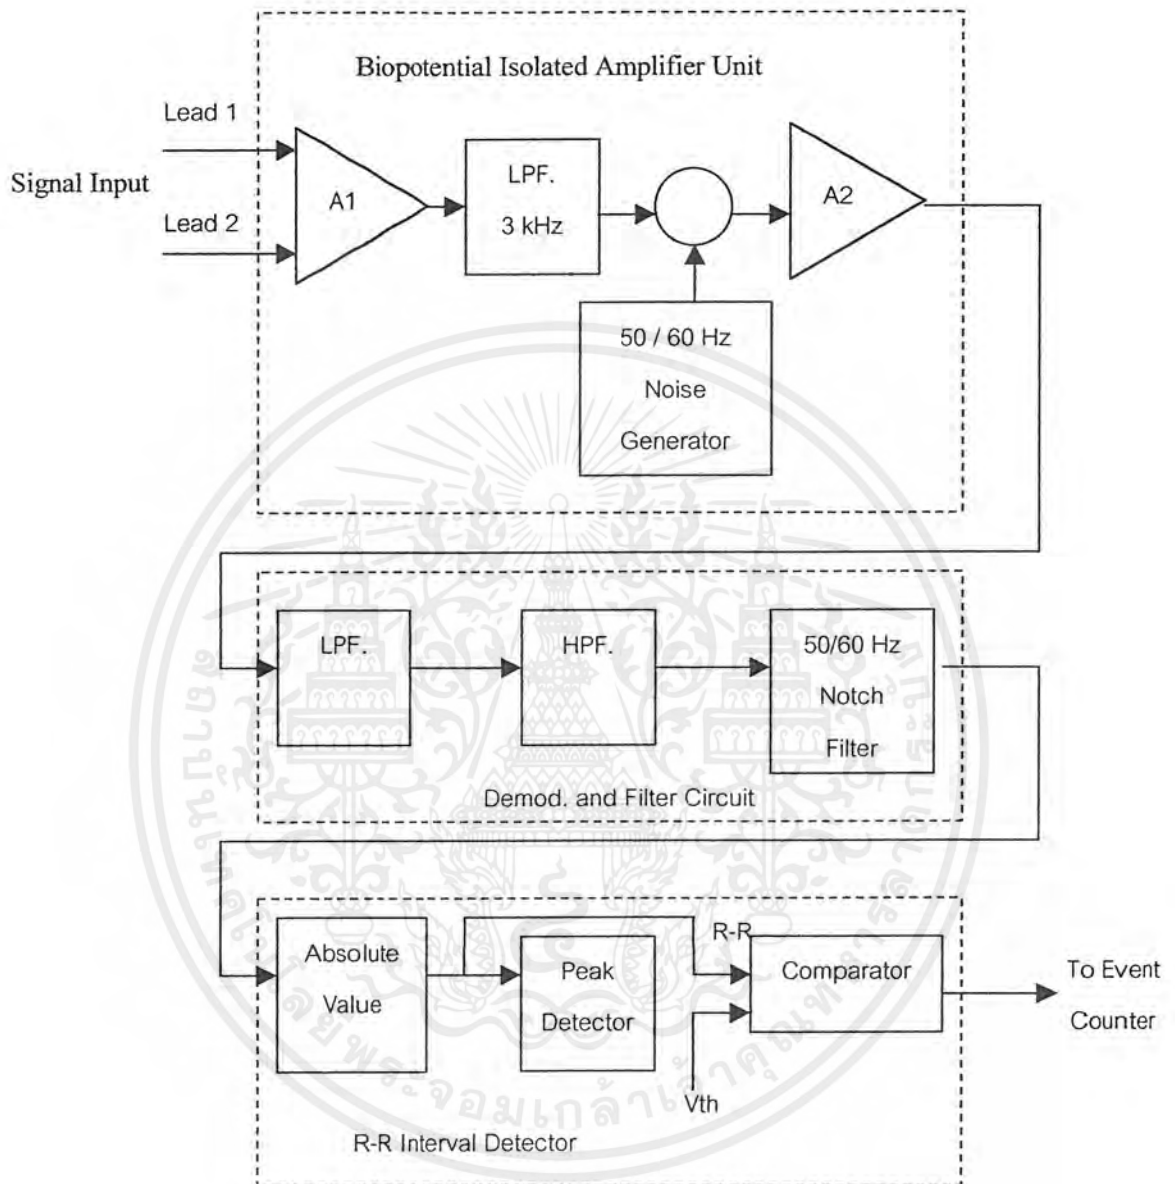 Biopotential Isolated Amplifier Unit
Lead 1
Signal Input
Lead 2
A1
LPF.
3 kHz
A2
50 / 60 Hz
Noise
Generator
LPF.
HPF.
50/60 Hz
Notch
Filter
Demod. and Filter Circuit
Absolute
Value
Peak
Detector
R-R
Comparator
Vth
To Event
Counter
R-R Interval Detector